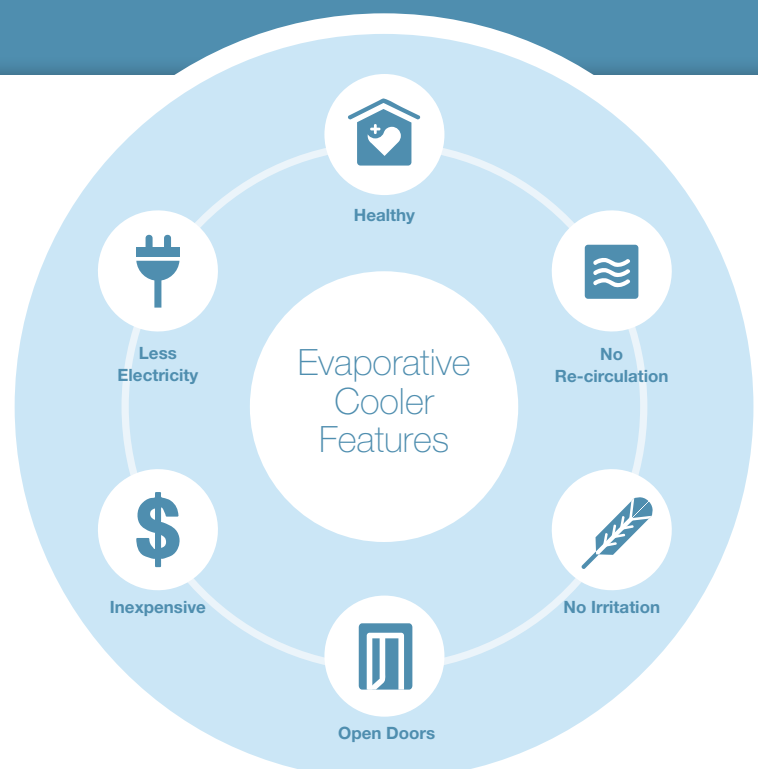 Healthy
Less
Electricity
No
Re-circulation
Evaporative
Cooler
Features
Inexpensive
No Irritation
Open Doors